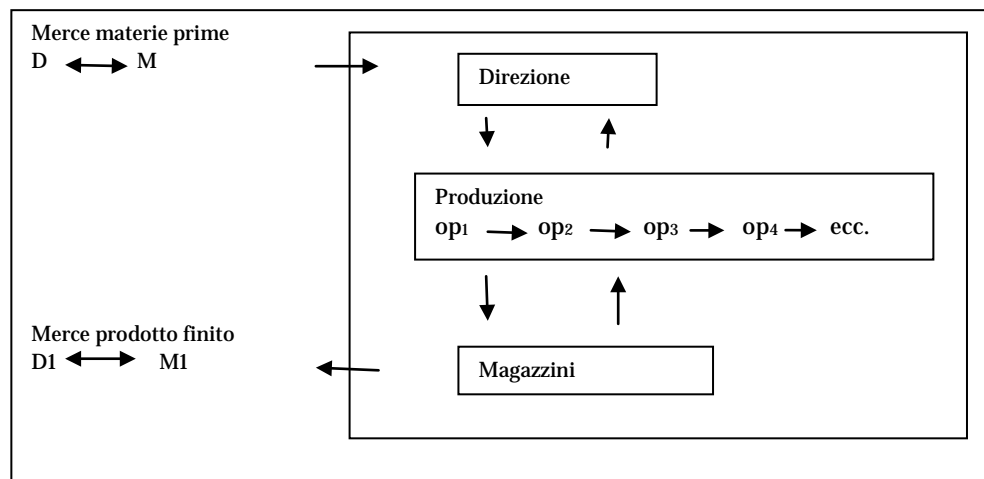 Merce materie prime
D M
Direzione
Produzione
op1 op2 op3 op4 ecc.
Merce prodotto finito
D1 M1
Magazzini